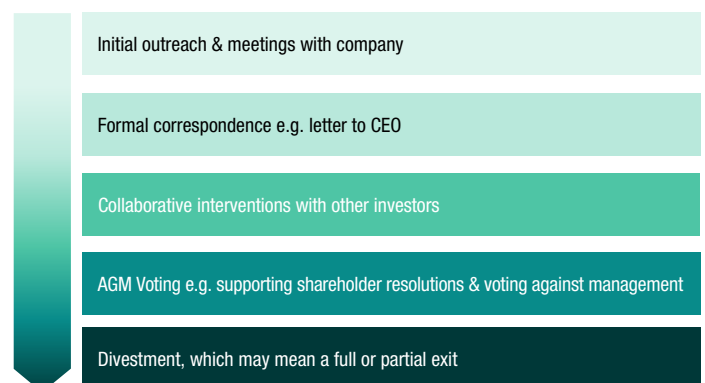 Initial outreach & meetings with company
Formal correspondence e.g. letter to CEO
Collaborative interventions with other investors
AGM Voting e.g. supporting shareholder resolutions & voting against management
Divestment, which may mean a full or partial exit